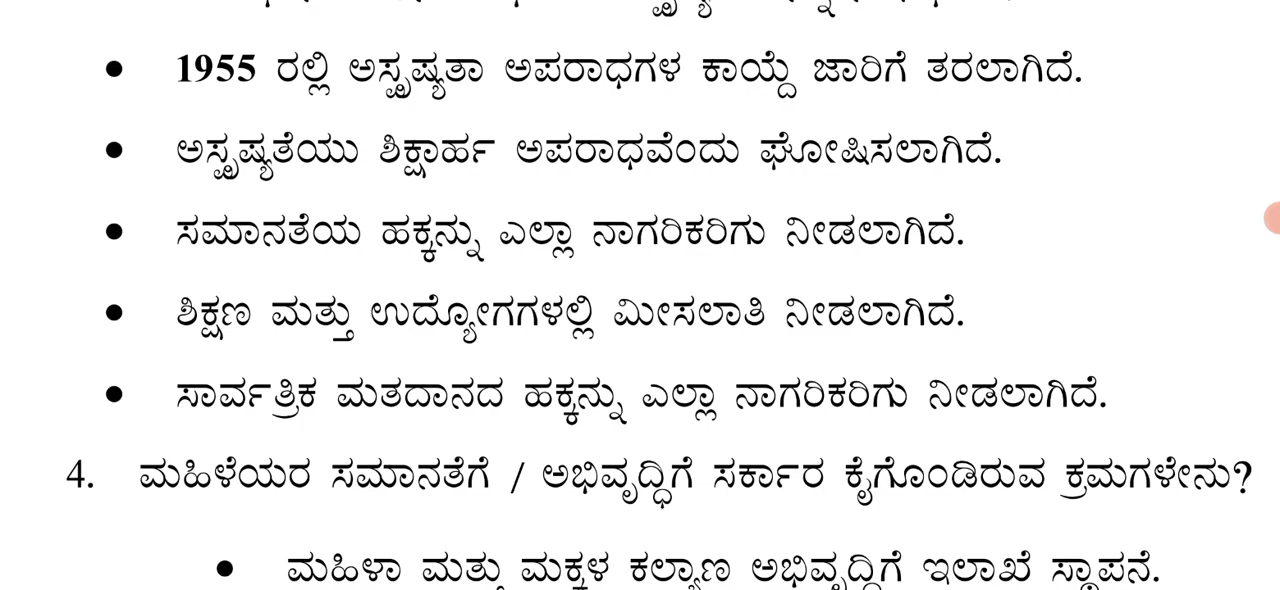 • 1955 ರಲ್ಲಿ ಅಸ್ಪೃಷ್ಯತಾ ಅಪರಾಧಗಳ ಕಾಯ್ದೆ ಜಾರಿಗೆ ತರಲಾಗಿದೆ.
• ಅಸ್ಪೃಷ್ಯತೆಯು ಶಿಕ್ಷಾರ್ಹ ಅಪರಾಧವೆಂದು ಘೋಷಿಸಲಾಗಿದೆ.
• ಸಮಾನತೆಯ ಹಕ್ಕನ್ನು ಎಲ್ಲಾ ನಾಗರಿಕರಿಗು ನೀಡಲಾಗಿದೆ.
• ಶಿಕ್ಷಣ ಮತ್ತು ಉದ್ಯೋಗಗಳಲ್ಲಿ ಮೀಸಲಾತಿ ನೀಡಲಾಗಿದೆ.
• ಸಾರ್ವತ್ರಿಕ ಮತದಾನದ ಹಕ್ಕನ್ನು ಎಲ್ಲಾ ನಾಗರಿಕರಿಗು ನೀಡಲಾಗಿದೆ.
4. ಮಹಿಳೆಯರ ಸಮಾನತೆಗೆ / ಅಭಿವೃದ್ಧಿಗೆ ಸರ್ಕಾರ ಕೈಗೊಂಡಿರುವ ಕ್ರಮಗಳೇನು?
• ಮಹಿಳಾ ಮತ್ತು ಮಕ್ಕಳ ಕಲ್ಯಾಣ ಅಭಿವೃದ್ಧಿಗೆ ಇಲಾಖೆ ಸ್ಥಾಪನೆ.